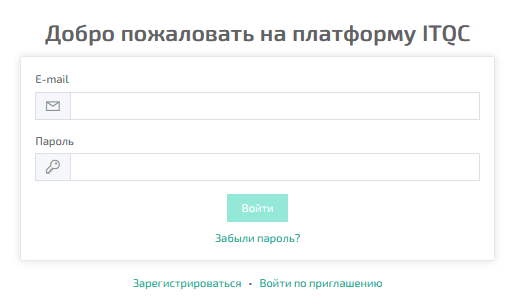 Добро пожаловать на платформу ITQC
E-mail
Пароль
Войти
Забыли пароль?
Зарегистрироваться • Войти по приглашению